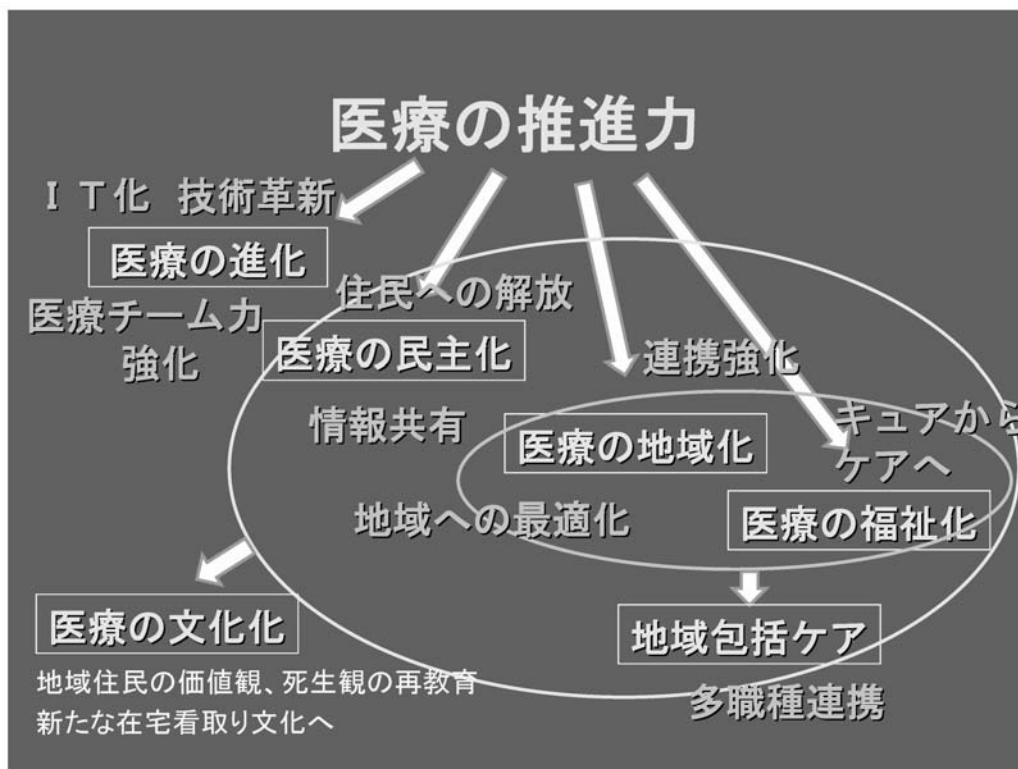 医療の推進力
ＩＴ化 技術革新
医療の進化
医療チーム力
強化
住民への解放
医療の民主化
情報共有
連携強化
医療の地域化
地域への最適化
キュアから
ケアへ
医療の福祉化
医療の文化化
地域住民の価値観、死生観の再教育
新たな在宅看取り文化へ
地域包括ケア
多職種連携